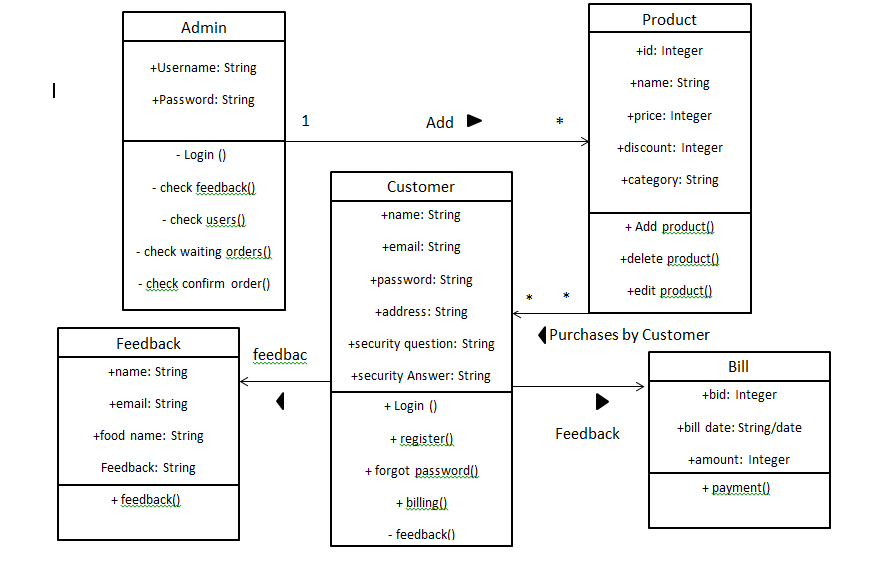 Admin
+Username: String
+Password: String
- Login ()
- check feedback()
- check users()
- check waiting orders()
- check confirm order()
1
Add
*
Product
+id: Integer
+name: String
+price: Integer
+discount: Integer
+category: String
+ Add product()
+delete product()
+edit product()
Customer
+name: String
+email: String
+password: String
+address: String
+security question: String
+security Answer: String
+ Login ()
+ register()
+ forgot password()
+ billing()
- feedback()
* *
Purchases by Customer
Feedback
+name: String
+email: String
+food name: String
Feedback: String
+ feedback()
feedbac
Feedback
Bill
+bid: Integer
+bill date: String/date
+amount: Integer
+ payment()